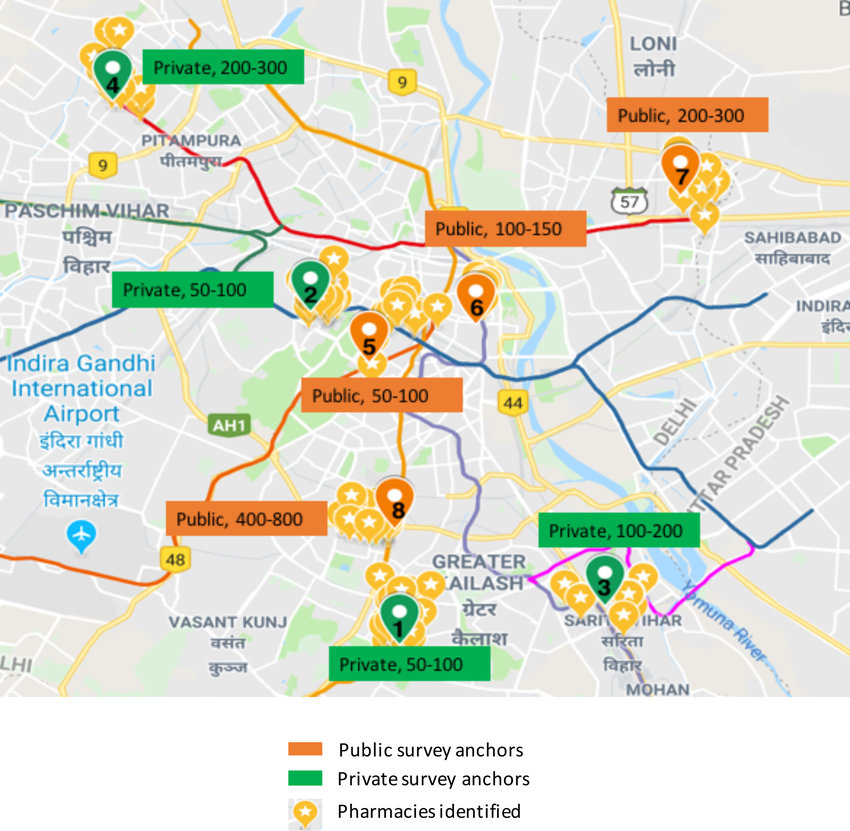 LONI
लोनी
Private, 200-300
4
9
Public, 200-300
PITAMPURA
पीतमपुरा
9
7
57
PASCHIM VIHAR
पश्चिम
विहार
Public, 100-150
SAHIBABAD
साहिबाबाद
Private, 50-100
2
6
INDIRA
5
Indira Gandhi
International
Airport
इंदिरा गांधी
अन्तर्राष्ट्रीय
विमानक्षेत्र
Public, 50-100
44
AH1
DELHI
UTTAR PRADESH
8
Public, 400-800
Private, 100-200
48
GREATER
KAILASH
ग्रेटर
कैलाश
3
VASANT KUNJ
वसंत
कुञ्ज
1
SARITA VIHAR
सरिता
विहार
Yamuna River
LHI
Private, 50-100
MOHAN
Public survey anchors
Private survey anchors
Pharmacies identified